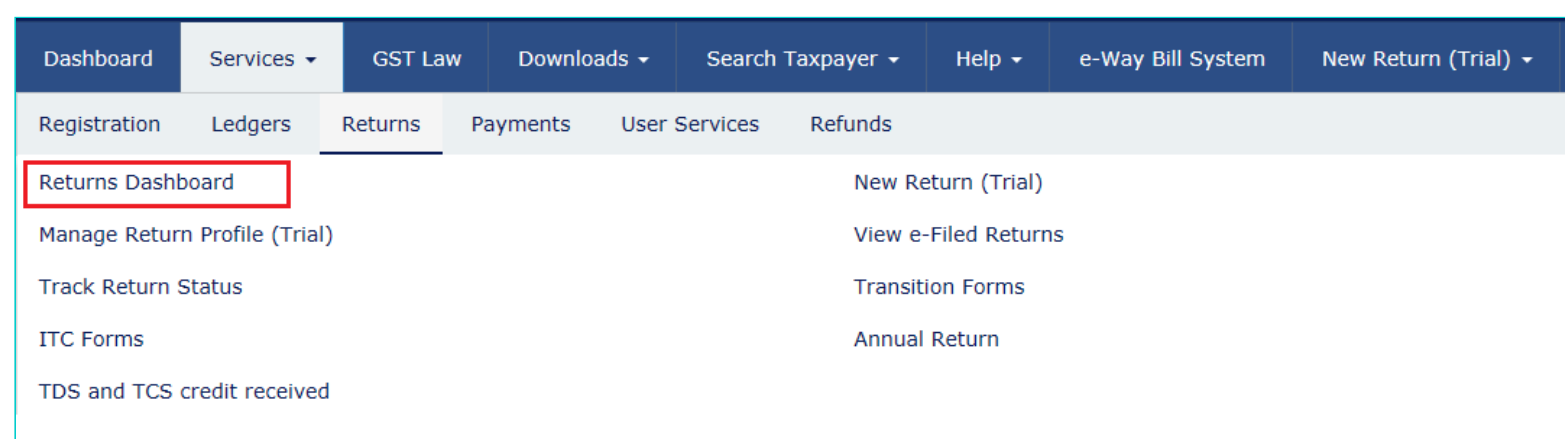 Dashboard Services GST Law Downloads Search Taxpayer Help e-Way Bill System New Return (Trial)
Registration Ledgers Returns Payments User Services Refunds
Returns Dashboard New Return (Trial)
Manage Return Profile (Trial) View e-Filed Returns
Track Return Status Transition Forms
ITC Forms Annual Return
TDS and TCS credit received